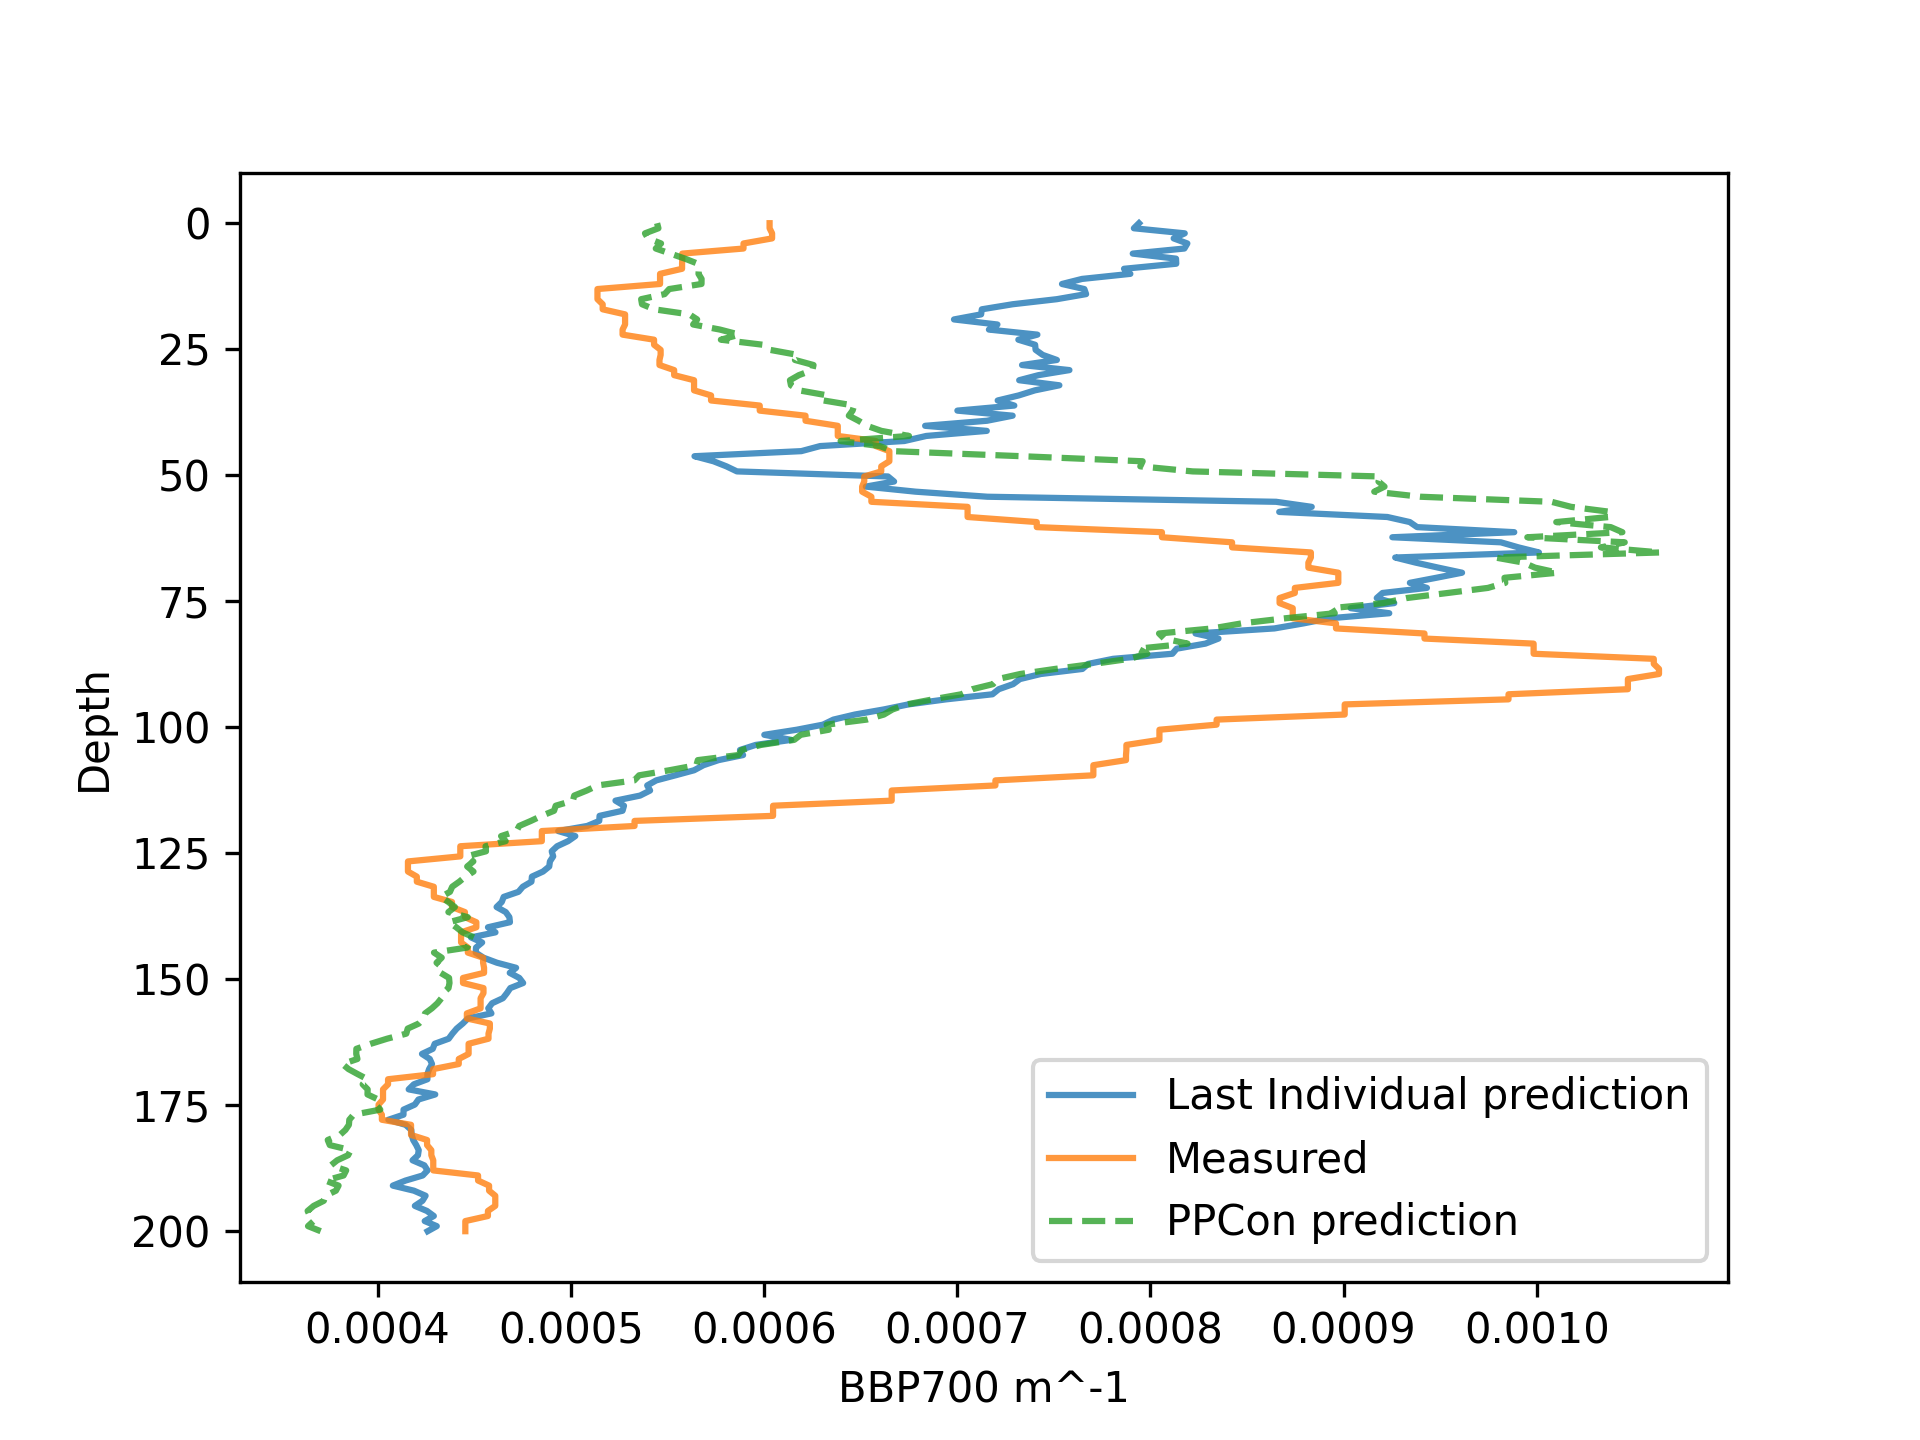 0
25
50
75
100
125
150
175
200
Depth
0.0004 0.0005 0.0006 0.0007 0.0008 0.0009 0.0010
BBP700 m^-1
Last Individual prediction
Measured
PPCon prediction